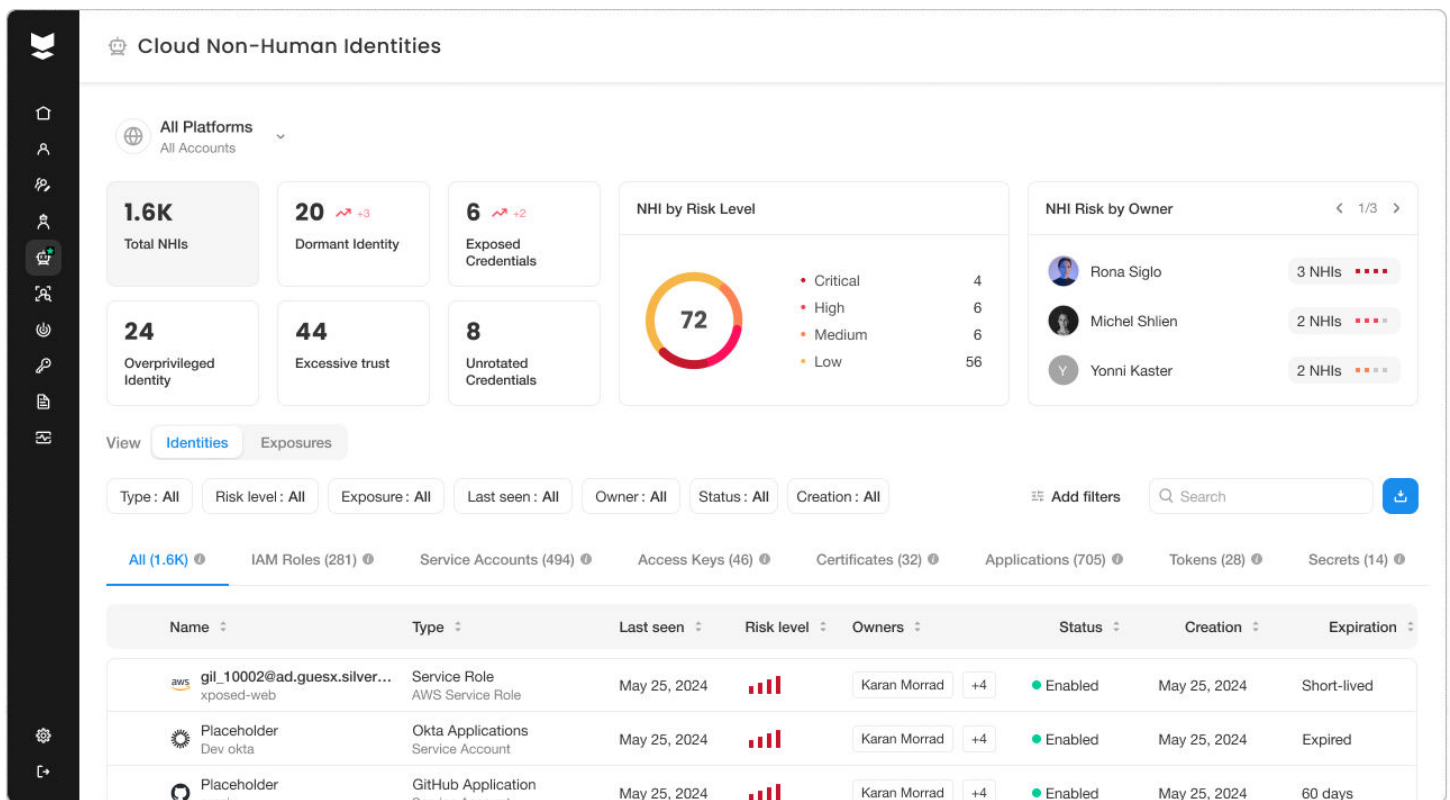 Cloud Non-Human Identities
All Platforms
All Accounts
1.6K
Total NHIs
20 +3
Dormant Identity
6 +2
Exposed
Credentials
24
Overprivileged
Identity
44
Excessive trust
8
Unrotated
Credentials
NHI by Risk Level
72
Critical 4
High 6
Medium 6
Low 56
NHI Risk by Owner 1/3
Rona Siglo 3 NHIs
Michel Shlien 2 NHIs
Y Yonni Kaster 2 NHIs
View Identities Exposures
Type : All Risk level : All Exposure : All Last seen : All Owner : All Status : All Creation : All Add filters Search
All (1.6K) IAM Roles (281) Service Accounts (494) Access Keys (46) Certificates (32) Applications (705) Tokens (28) Secrets (14)
Name Type Last seen Risk level Owners Status Creation Expiration
aws gil_10002@ad.guesx.silver... Service Role May 25, 2024 Karan Morrad +4 Enabled May 25, 2024 Short-lived
xposed-web AWS Service Role
Placeholder Okta Applications May 25, 2024 Karan Morrad +4 Enabled May 25, 2024 Expired
Dev okta Service Account
Placeholder GitHub Application May 25, 2024 Karan Morrad +4 Enabled May 25, 2024 60 days